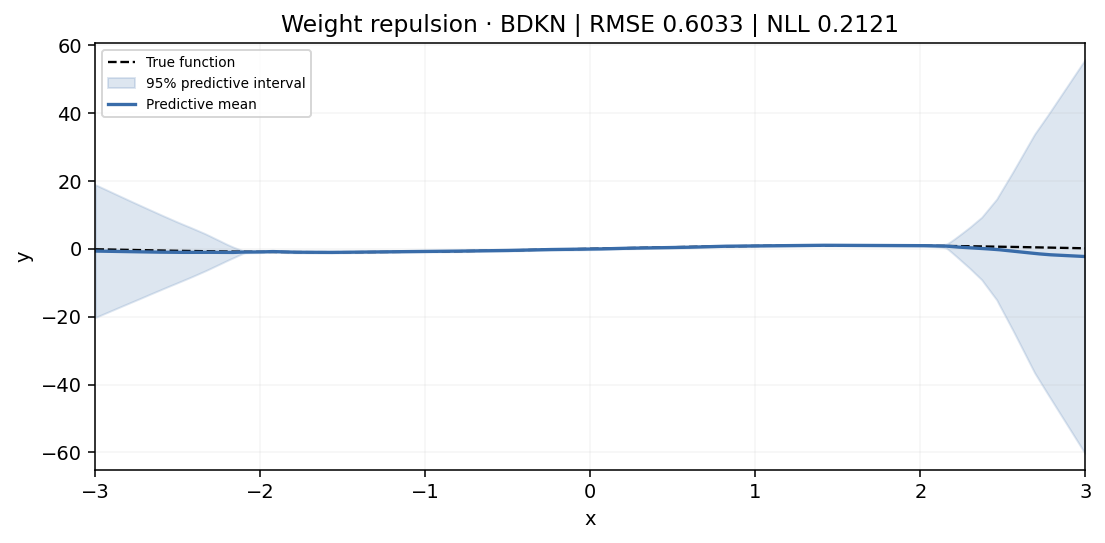 Weight repulsion · BDKN | RMSE 0.6033 | NLL 0.2121
True function
95% predictive interval
Predictive mean
60
40
20
0
−20
−40
−60
y
−3
−2
−1
0
1
2
3
x